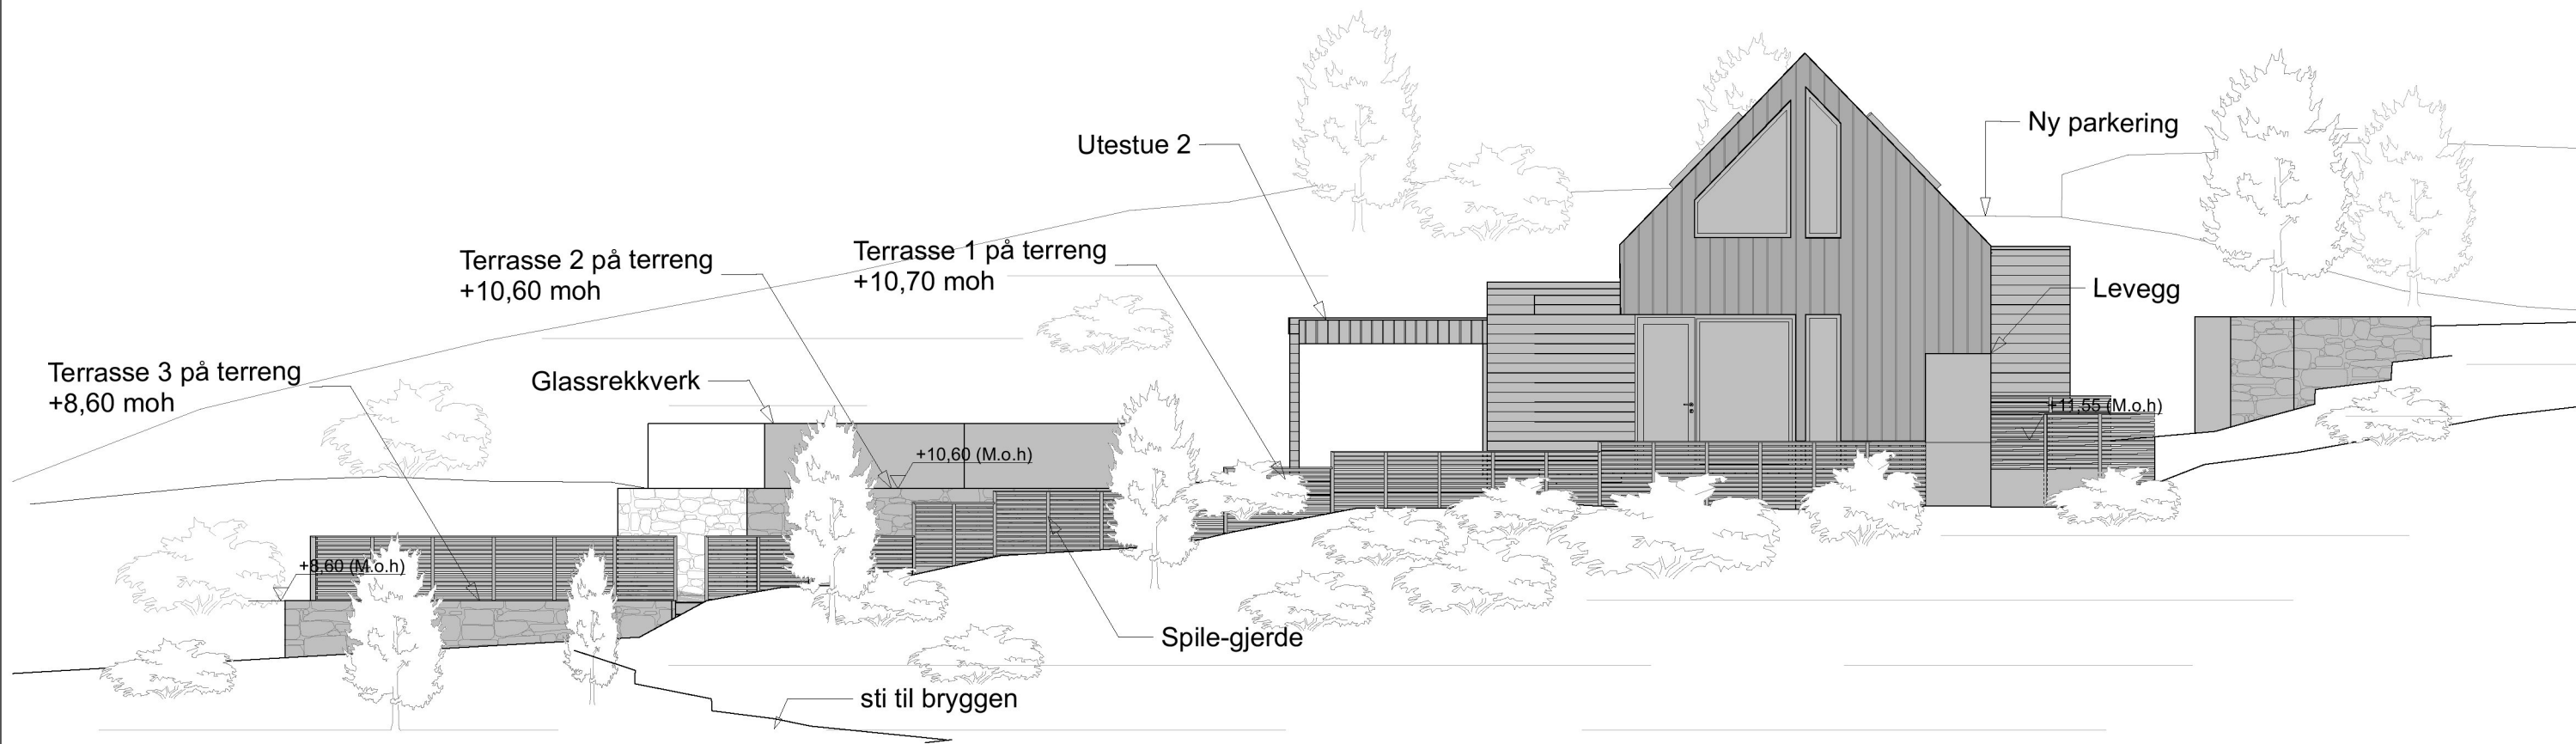 Ny parkering
Utestue 2
Terrasse 2 på terreng
+10,60 moh
Terrasse 1 på terreng
+10,70 moh
Levegg
Terrasse 3 på terreng
+8,60 moh
Glassrekkverk
+11,55 (M.o.h)
+10,60 (M.o.h)
+8,60 (M.o.h)
Spile-gjerde
sti til bryggen